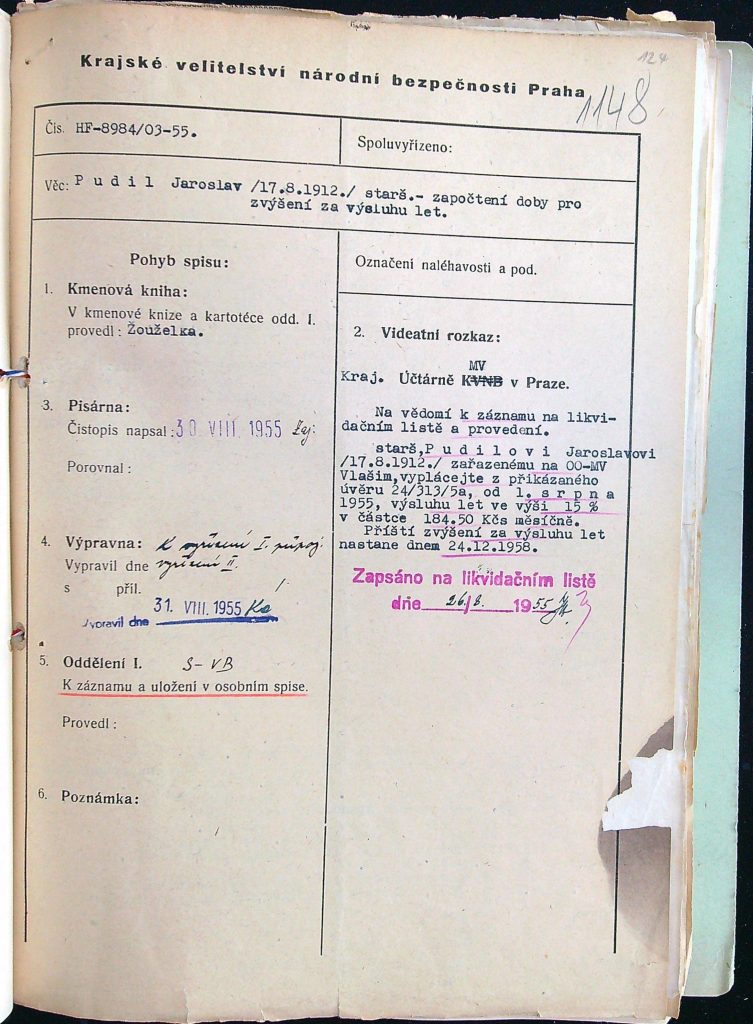 124
Krajské velitelství národní bezpečnosti Praha
1148
Čís. HF-8984/03-55.
Spoluvyřízeno:
Věc: P u d i l Jaroslav /17.8.1912./ starš.- započtení doby pro
zvýšení za výsluhu let.
Pohyb spisu:
Označení naléhavosti a pod.
1. Kmenová kniha:
V kmenové knize a kartotéce odd. I.
provedl: Žouželka.
3. Pisárna:
Čistopis napsal: 30 VIII 1955
Porovnal:
4. Výpravna: K vyřízení I.
Vypravil dne vyřízení II.
s příl. /
31. VIII. 1955 Ka
Vypravil dne
5. Oddělení I. S-VB
K záznamu a uložení v osobním spise.
Provedl:
6. Poznámka:
2. Videatní rozkaz:
MV
Kraj. Účtárně KVNB v Praze.
Na vědomí k záznamu na likvi-
dačním listě a provedení.
starš,P u d i l o v i Jaroslavovi
/17.8.1912./ zařazenému na OO-MV
Vlašim,vyplácejte z přikázaného
úvěru 24/313/5a, od 1. s r p n a
1955, výsluhu let ve výši 15 %
v částce 184.50 Kčs měsíčně.
Příští zvýšení za výsluhu let
nastane dnem 24.12.1958.
Zapsáno na likvidačním listě
dne 26/8. 1955